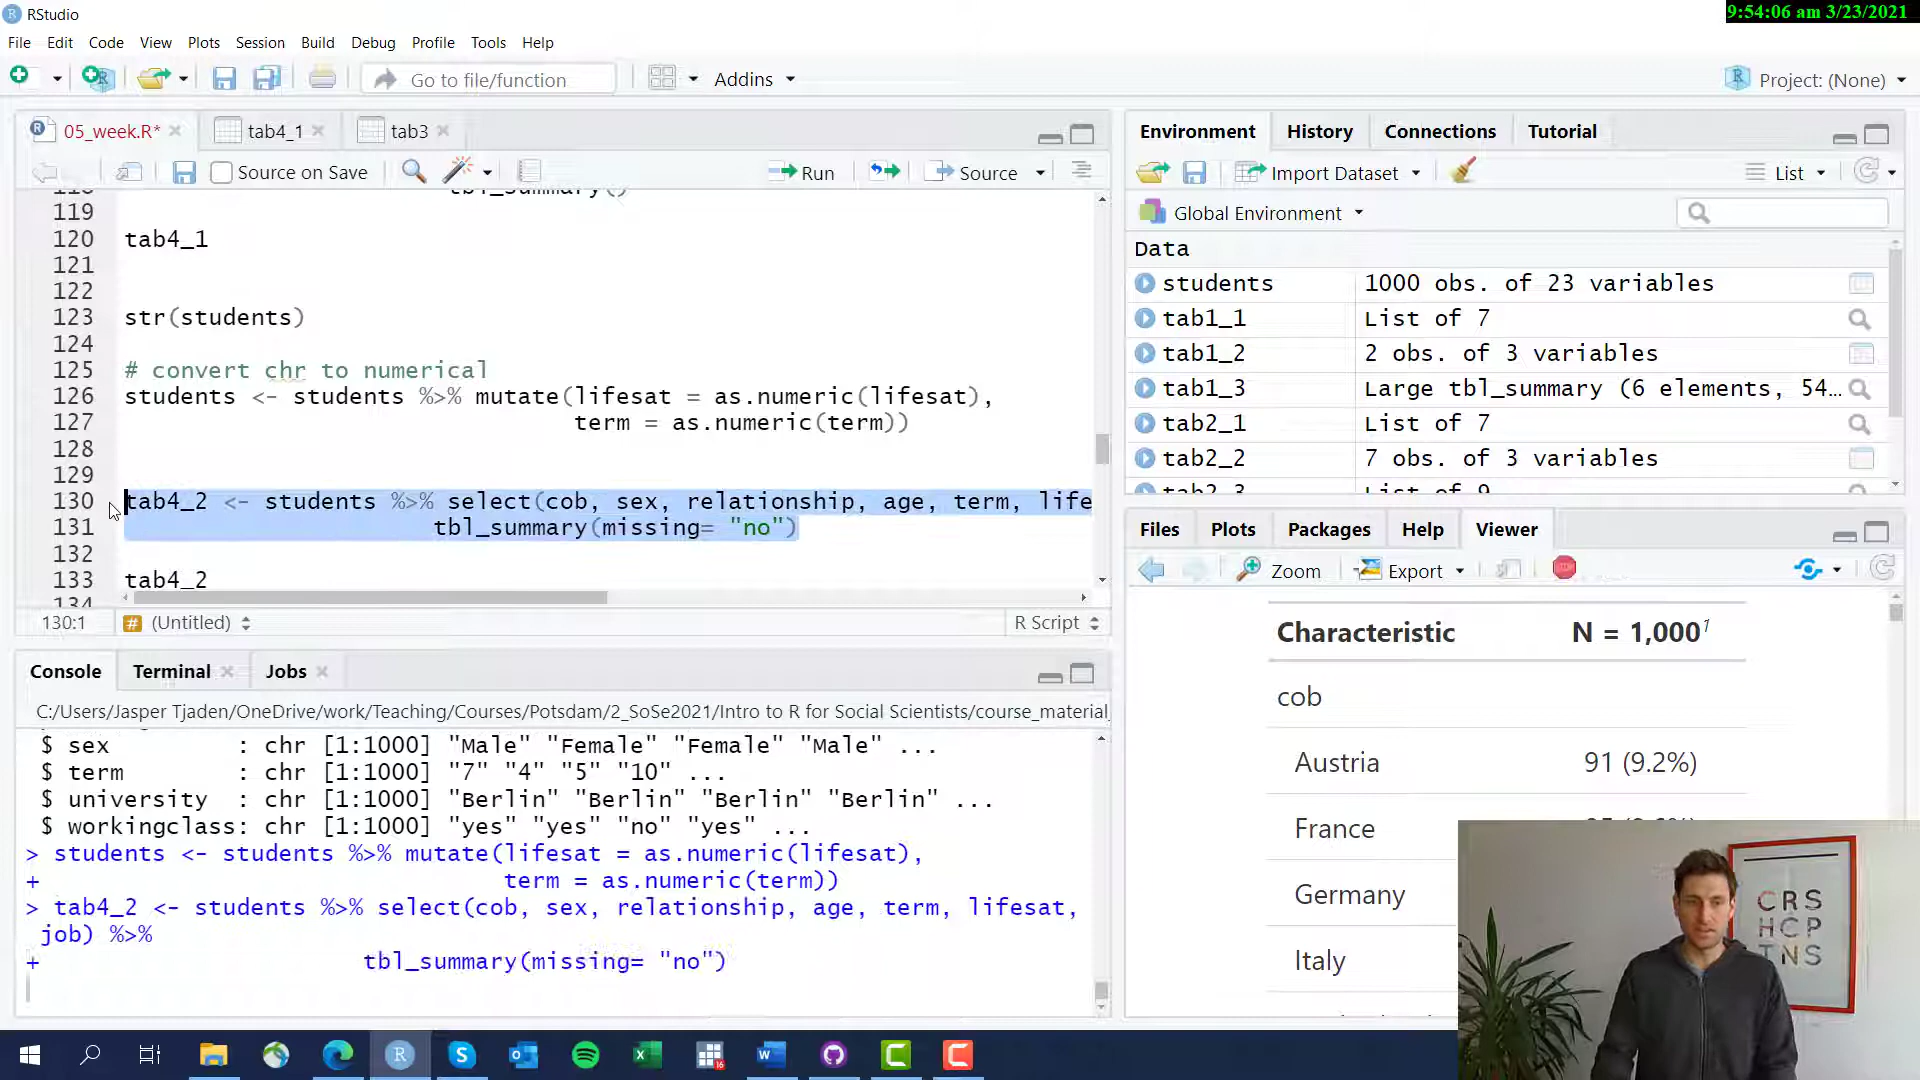 RStudio
9:54:06 am 3/23/2021
File Edit Code View Plots Session Build Debug Profile Tools Help
Go to file/function
Addins
Project: (None)
05_week.R*
tab4_1
tab3
Source on Save
Run
Source
118 tbl_summary()
119
120 tab4_1
121
122
123 str(students)
124
125 # convert chr to numerical
126 students <- students %>% mutate(lifesat = as.numeric(lifesat),
127 term = as.numeric(term))
128
129
130 tab4_2 <- students %>% select(cob, sex, relationship, age, term, life
131 tbl_summary(missing= "no")
132
133 tab4_2
134
130:1
(Untitled)
R Script
Console Terminal Jobs
C:/Users/Jasper Tjaden/OneDrive/work/Teaching/Courses/Potsdam/2_SoSe2021/Intro to R for Social Scientists/course_material
$ sex : chr [1:1000] "Male" "Female" "Female" "Male" ...
$ term : chr [1:1000] "7" "4" "5" "10" ...
$ university : chr [1:1000] "Berlin" "Berlin" "Berlin" "Berlin" ...
$ workingclass: chr [1:1000] "yes" "yes" "no" "yes" ...
> students <- students %>% mutate(lifesat = as.numeric(lifesat),
+ term = as.numeric(term))
> tab4_2 <- students %>% select(cob, sex, relationship, age, term, lifesat,
job) %>%
+ tbl_summary(missing= "no")
Environment History Connections Tutorial
Import Dataset
List
Global Environment
Data
students 1000 obs. of 23 variables
tab1_1 List of 7
tab1_2 2 obs. of 3 variables
tab1_3 Large tbl_summary (6 elements, 54...
tab2_1 List of 7
tab2_2 7 obs. of 3 variables
tab2_3 List of 9
Files Plots Packages Help Viewer
Zoom
Export
Characteristic N = 1,000¹
cob
Austria 91 (9.2%)
France
Germany
Italy
CRS
HCP
TNS